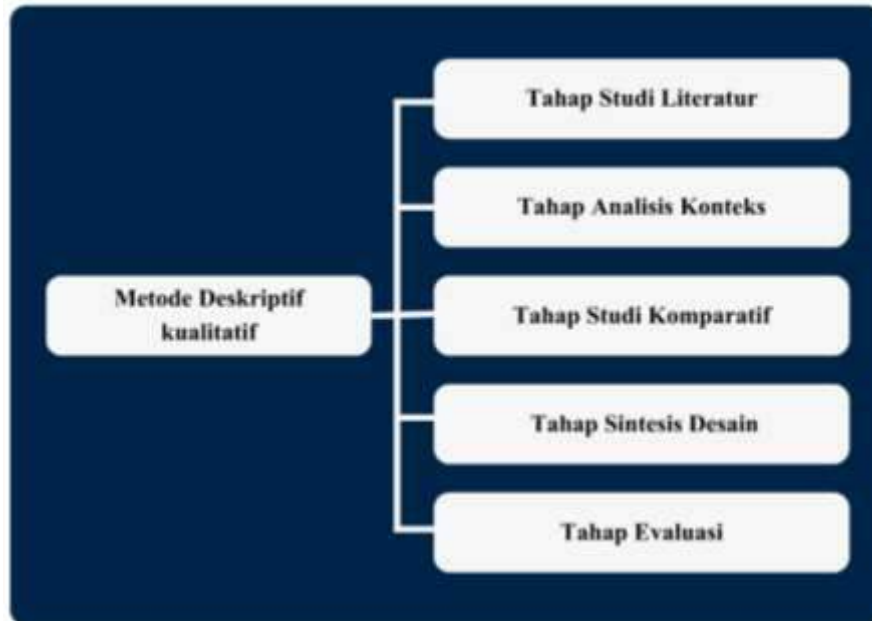 Metode Deskriptif
kualitatif
Tahap Studi Literatur
Tahap Analisis Konteks
Tahap Studi Komparatif
Tahap Sintesis Desain
Tahap Evaluasi